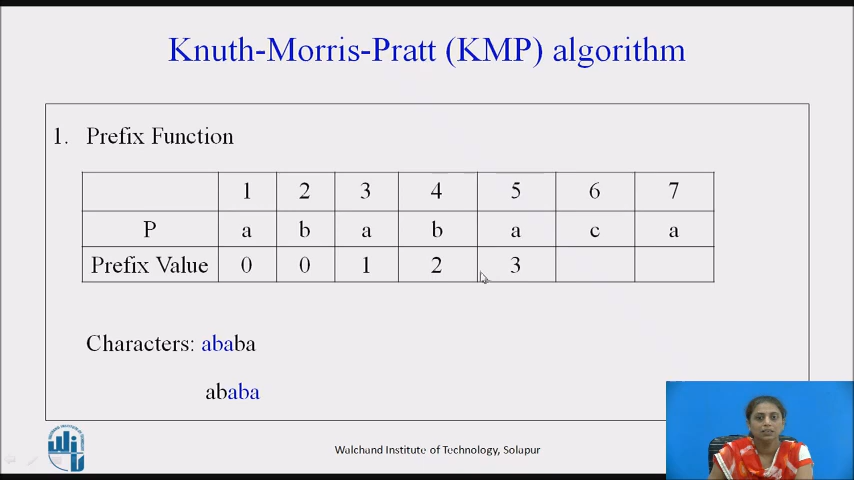 Knuth-Morris-Pratt (KMP) algorithm
1. Prefix Function
1 2 3 4 5 6 7
P a b a b a c a
Prefix Value 0 0 1 2 3
Characters: ababa
ababa
Walchand Institute of Technology, Solapur